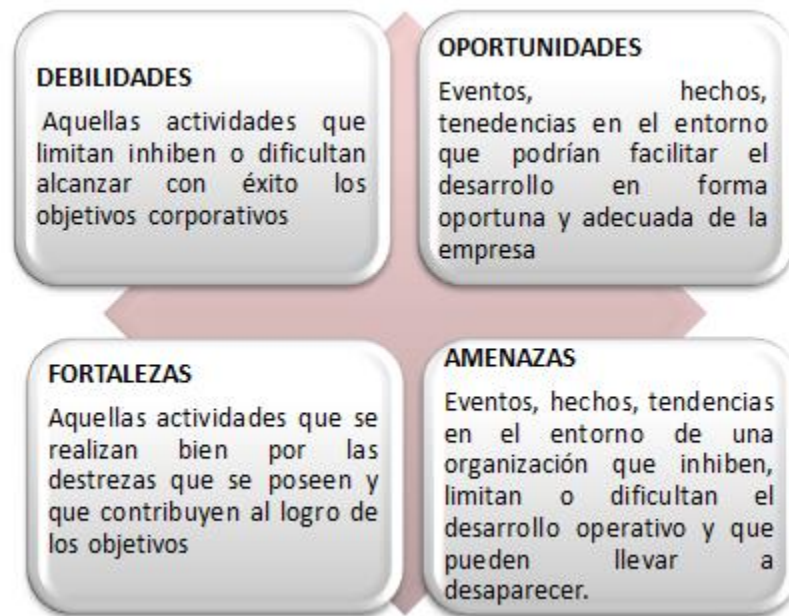 DEBILIDADES
Aquellas actividades que
limitan inhiben o dificultan
alcanzar con éxito los
objetivos corporativos
OPORTUNIDADES
Eventos, hechos,
tenedencias en el entorno
que podrían facilitar el
desarrollo en forma
oportuna y adecuada de la
empresa
FORTALEZAS
Aquellas actividades que se
realizan bien por las
destrezas que se poseen y
que contribuyen al logro de
los objetivos
AMENAZAS
Eventos, hechos, tendencias
en el entorno de una
organización que inhiben,
limitan o dificultan el
desarrollo operativo y que
pueden llevar a
desaparecer.